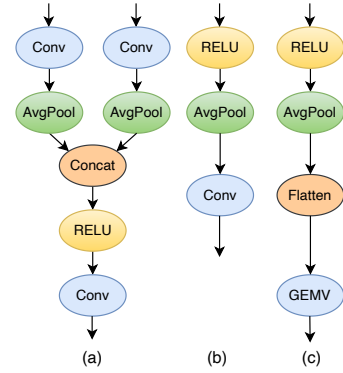 Conv Conv RELU RELU
AvgPool AvgPool AvgPool AvgPool
Concat
Conv Flatten
RELU
Conv GEMV
(a) (b) (c)